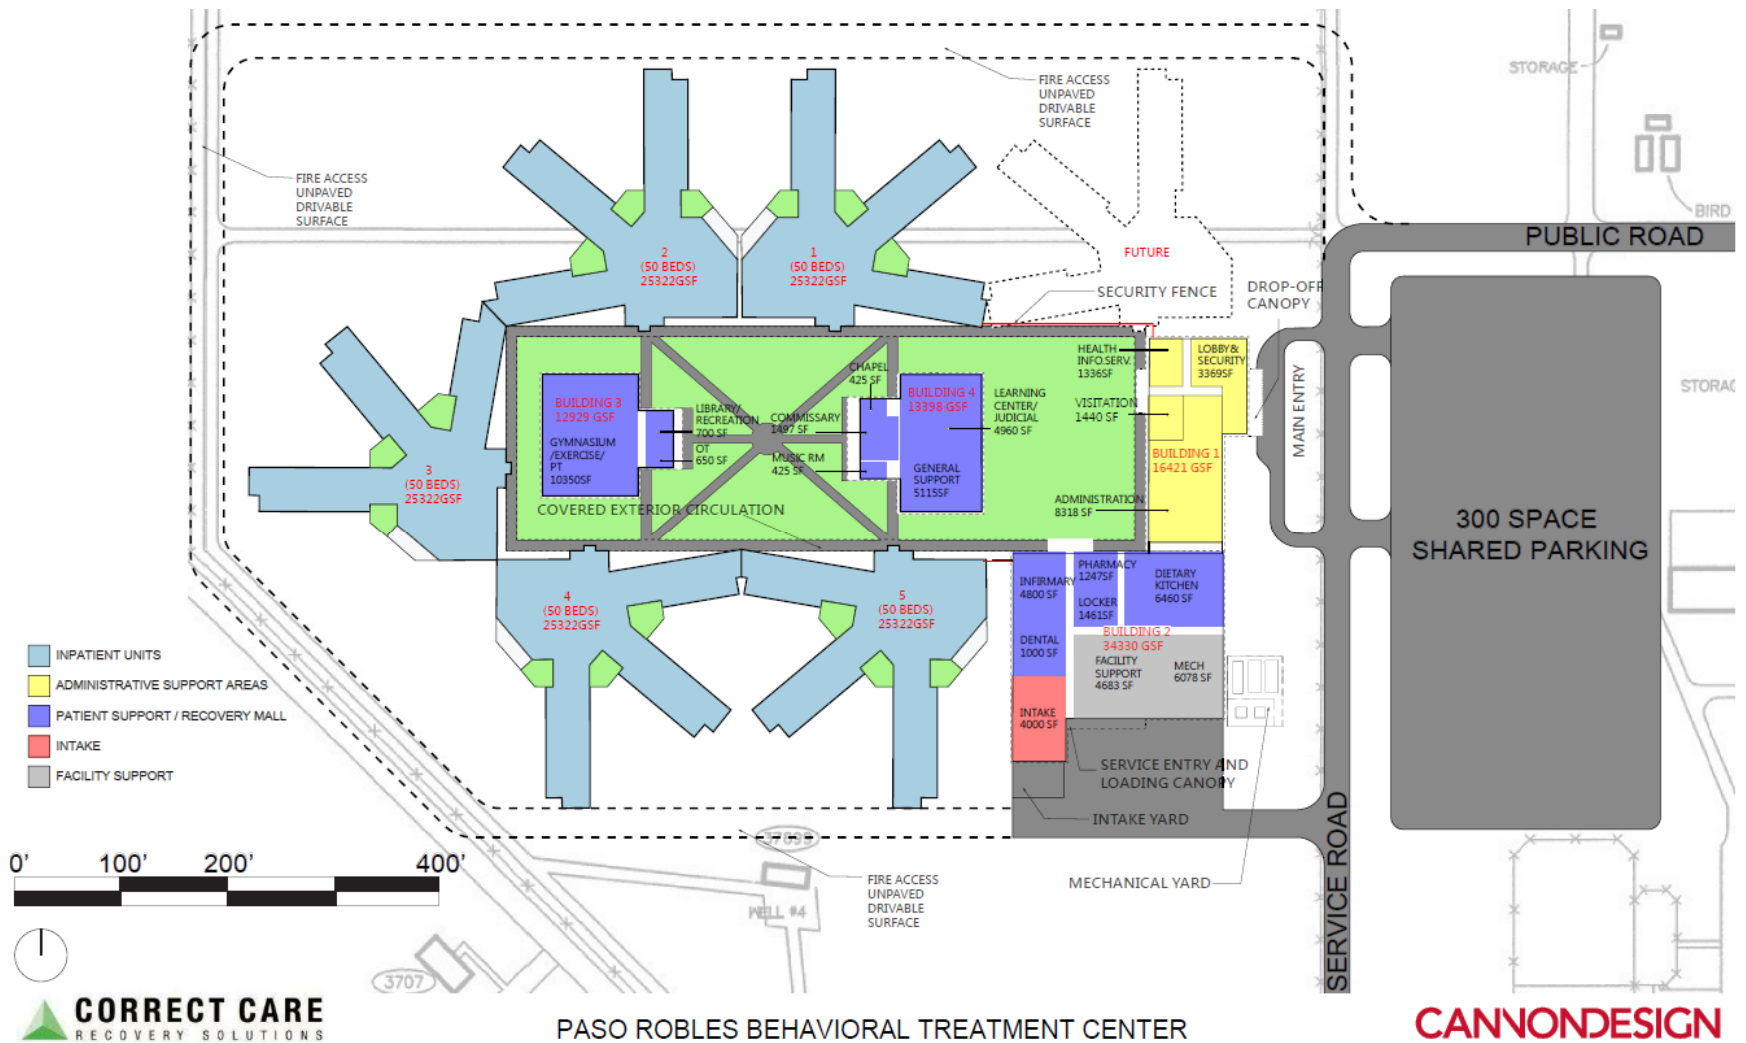 STORAGE
FIRE ACCESS
UNPAVED
DRIVABLE
SURFACE
FIRE ACCESS
UNPAVED
DRIVABLE
SURFACE
BIRD
PUBLIC ROAD
2
(50 BEDS)
25322GSF
1
(50 BEDS)
25322GSF
FUTURE
SECURITY FENCE
DROP-OFF
CANOPY
HEALTH
INFO.SERV.
1336SF
LOBBY&
SECURITY
3369SF
STORAG
MAIN ENTRY
CHAPEL
425 SF
BUILDING 3
12929 GSF
BUILDING 4
13398 GSF
LEARNING
CENTER/
JUDICIAL
4960 SF
VISITATION
1440 SF
LIBRARY/
RECREATION
700 SF
COMMISSARY
1497 SF
GYMNASIUM
/EXERCISE/
PT
10350SF
OT
650 SF
MUSIC RM
425 SF
GENERAL
SUPPORT
5115SF
BUILDING 1
16421 GSF
3
(50 BEDS)
25322GSF
ADMINISTRATION
8318 SF
COVERED EXTERIOR CIRCULATION
300 SPACE
SHARED PARKING
4
(50 BEDS)
25322GSF
5
(50 BEDS)
25322GSF
INFIRMARY
4800 SF
PHARMACY
1247SF
DIETARY
KITCHEN
6460 SF
LOCKER
1461SF
BUILDING 2
34330 GSF
DENTAL
1000 SF
FACILITY
SUPPORT
4683 SF
MECH
6078 SF
INTAKE
4000 SF
INPATIENT UNITS
ADMINISTRATIVE SUPPORT AREAS
PATIENT SUPPORT / RECOVERY MALL
INTAKE
FACILITY SUPPORT
SERVICE ENTRY AND
LOADING CANOPY
INTAKE YARD
MECHANICAL YARD
SERVICE ROAD
37099
WELL #4
FIRE ACCESS
UNPAVED
DRIVABLE
SURFACE
0' 100' 200' 400'
3707
CORRECT CARE
RECOVERY SOLUTIONS
PASO ROBLES BEHAVIORAL TREATMENT CENTER
CANNONDESIGN